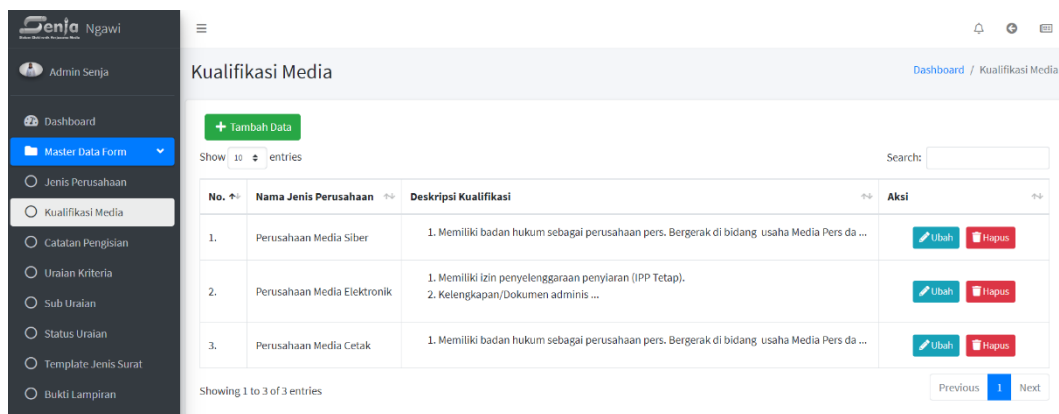 Senja Ngawi
Admin Senja
Dashboard
Master Data Form
Jenis Perusahaan
Kualifikasi Media
Catatan Pengisian
Uraian Kriteria
Sub Uraian
Status Uraian
Template Jenis Surat
Bukti Lampiran
Kualifikasi Media
Dashboard / Kualifikasi Media
+ Tambah Data
Show 10 entries
Search:
No. Nama Jenis Perusahaan Deskripsi Kualifikasi Aksi
1. Perusahaan Media Siber 1. Memiliki badan hukum sebagai perusahaan pers. Bergerak di bidang usaha Media Pers da ... Ubah Hapus
2. Perusahaan Media Elektronik 1. Memiliki izin penyelenggaraan penyiaran (IPP Tetap).
2. Kelengkapan/Dokumen adminis ... Ubah Hapus
3. Perusahaan Media Cetak 1. Memiliki badan hukum sebagai perusahaan pers. Bergerak di bidang usaha Media Pers da ... Ubah Hapus
Showing 1 to 3 of 3 entries
Previous 1 Next